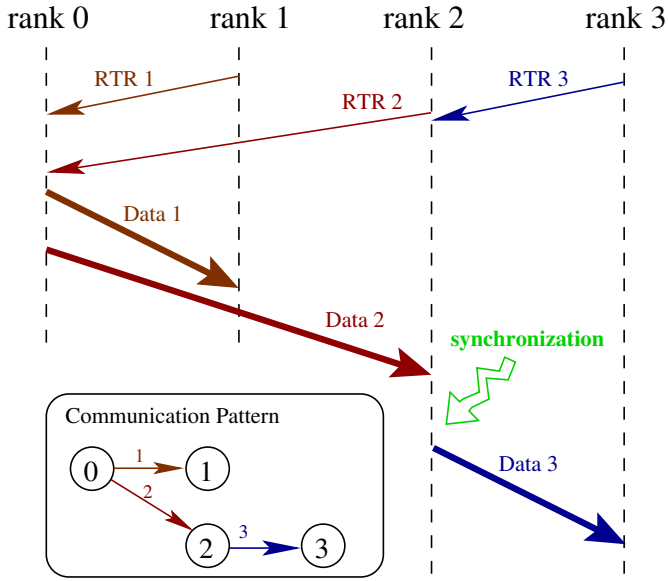 rank 0 rank 1 rank 2 rank 3
RTR 1
RTR 3
RTR 2
Data 1
Data 2
synchronization
Data 3
Communication Pattern
1
0 1
2
3
2 3